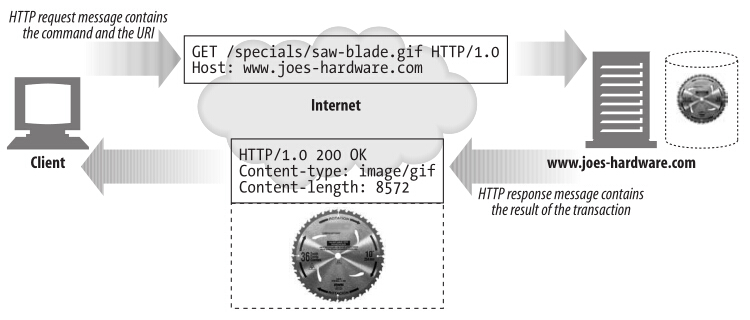 HTTP request message contains
the command and the URI
GET /specials/saw-blade.gif HTTP/1.0
Host: www.joes-hardware.com
Internet
Client
www.joes-hardware.com
HTTP/1.0 200 OK
Content-type: image/gif
Content-length: 8572
HTTP response message contains
the result of the transaction
36
10